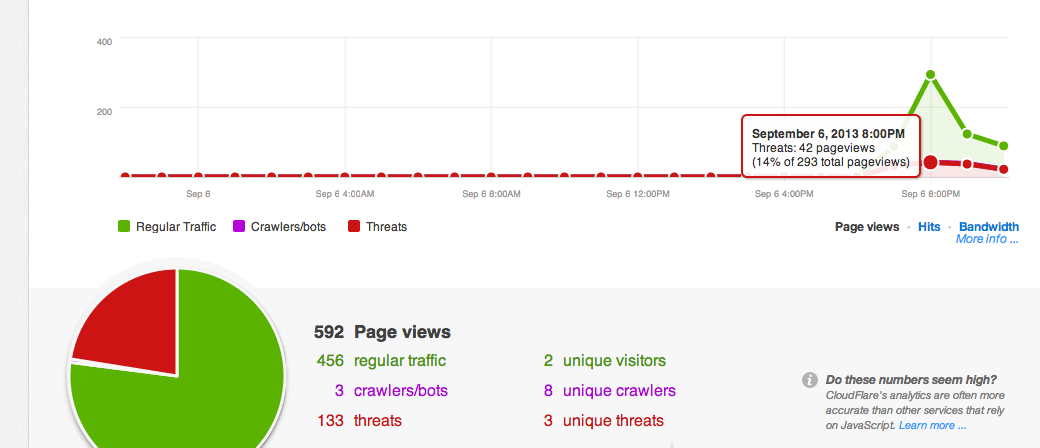 400
200
September 6, 2013 8:00PM
Threats: 42 pageviews
(14% of 293 total pageviews)
Sep 6 Sep 6 4:00AM Sep 6 8:00AM Sep 6 12:00PM Sep 6 4:00PM Sep 6 8:00PM
Regular Traffic Crawlers/bots Threats Page views · Hits · Bandwidth
More info ...
592 Page views
456 regular traffic 2 unique visitors
3 crawlers/bots 8 unique crawlers
133 threats 3 unique threats
i Do these numbers seem high?
CloudFlare's analytics are often more
accurate than other services that rely
on JavaScript. Learn more ...